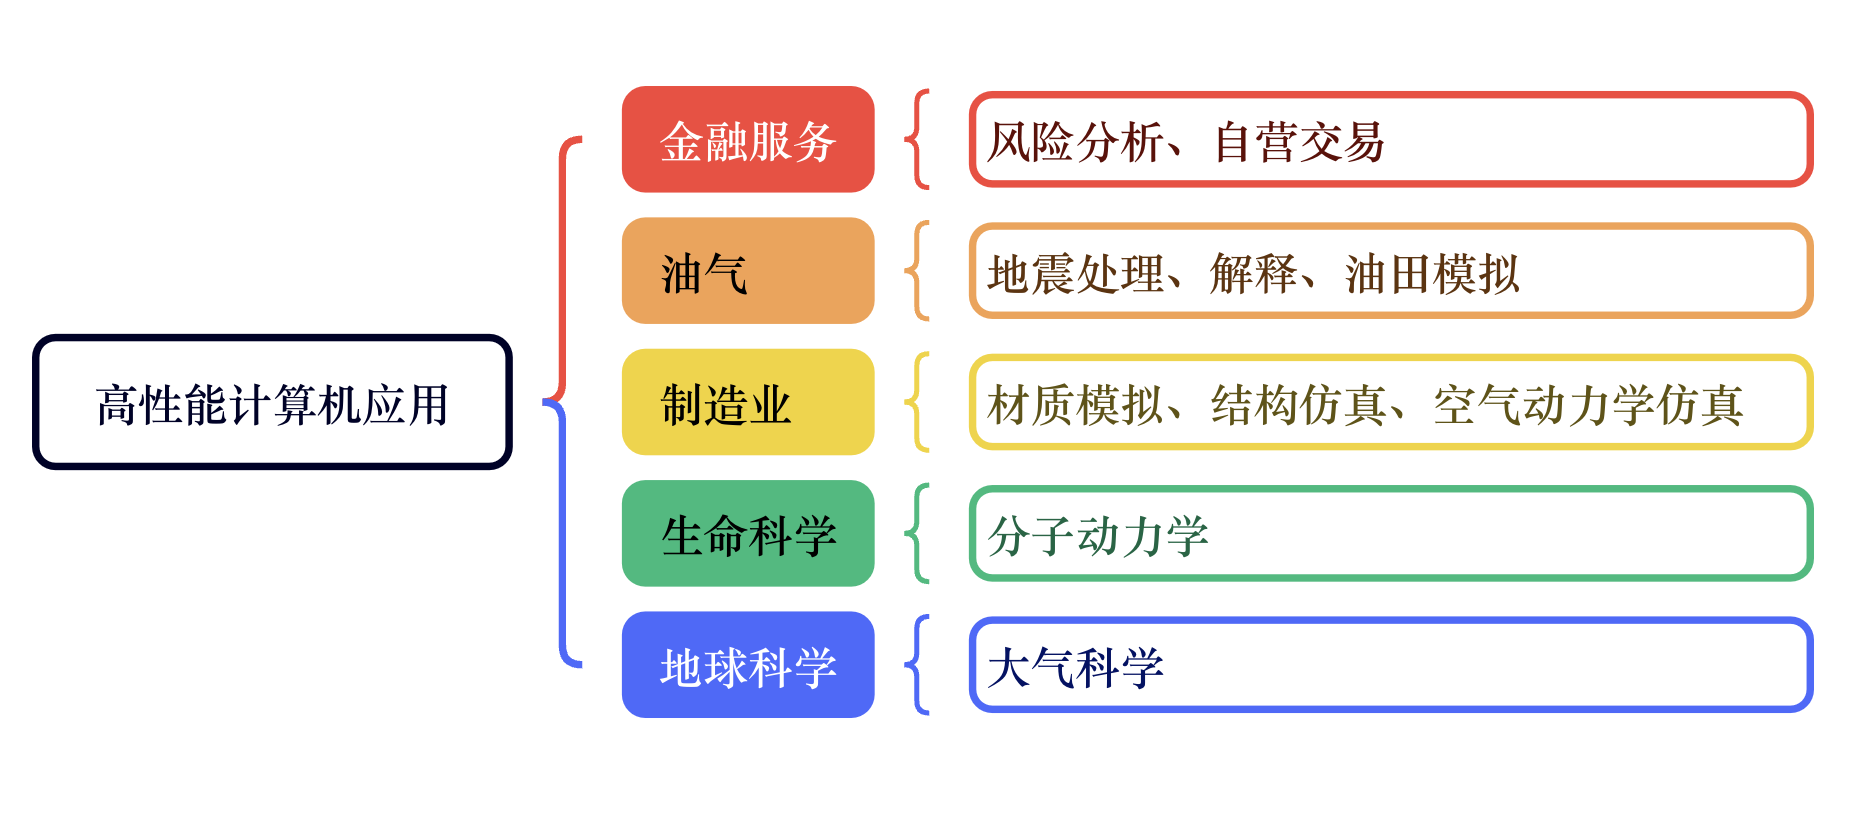 高性能计算机应用
金融服务
风险分析、自营交易
油气
地震处理、解释、油田模拟
制造业
材质模拟、结构仿真、空气动力学仿真
生命科学
分子动力学
地球科学
大气科学